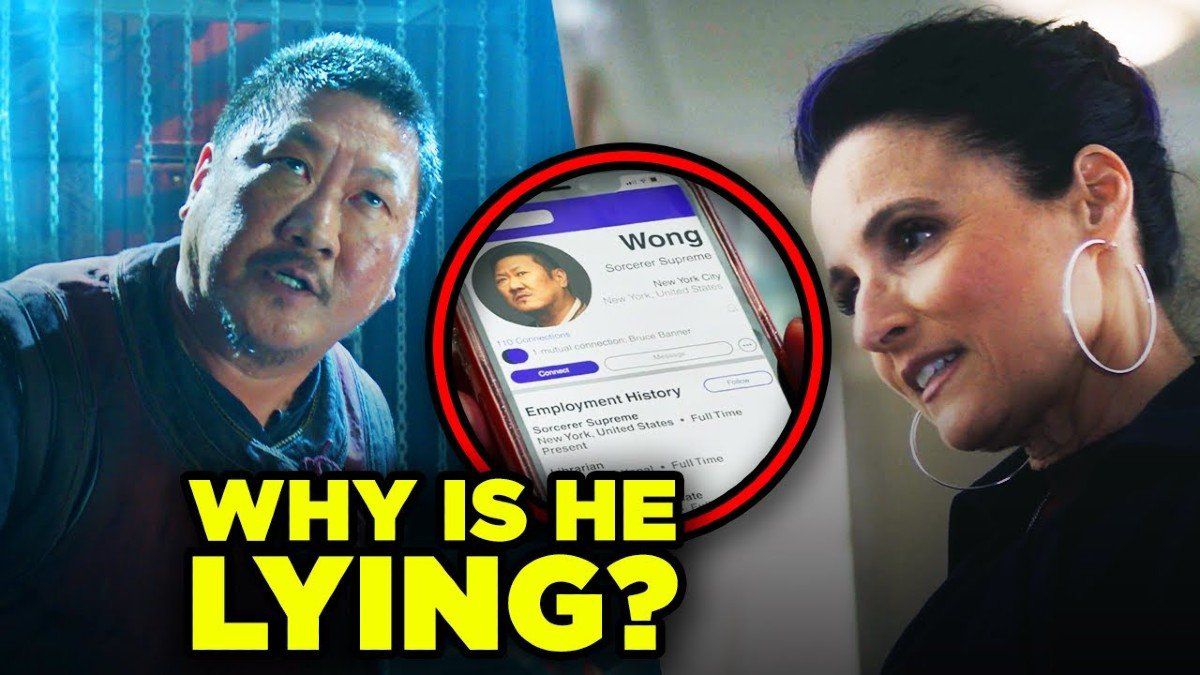 Wong
Sorcerer Supreme
New York City
New York, United States
110 Connections
1 mutual connection: Bruce Banner
Connect
Message
Follow
Employment History
Sorcerer Supreme
New York, United States • Full Time
Present
Librarian
• Full Time
WHY IS HE
LYING?